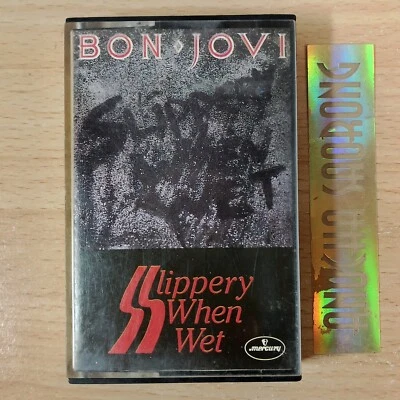 BON JOVI
SLIPPERY
WHEN
WET
Slippery
When
Wet
mercury